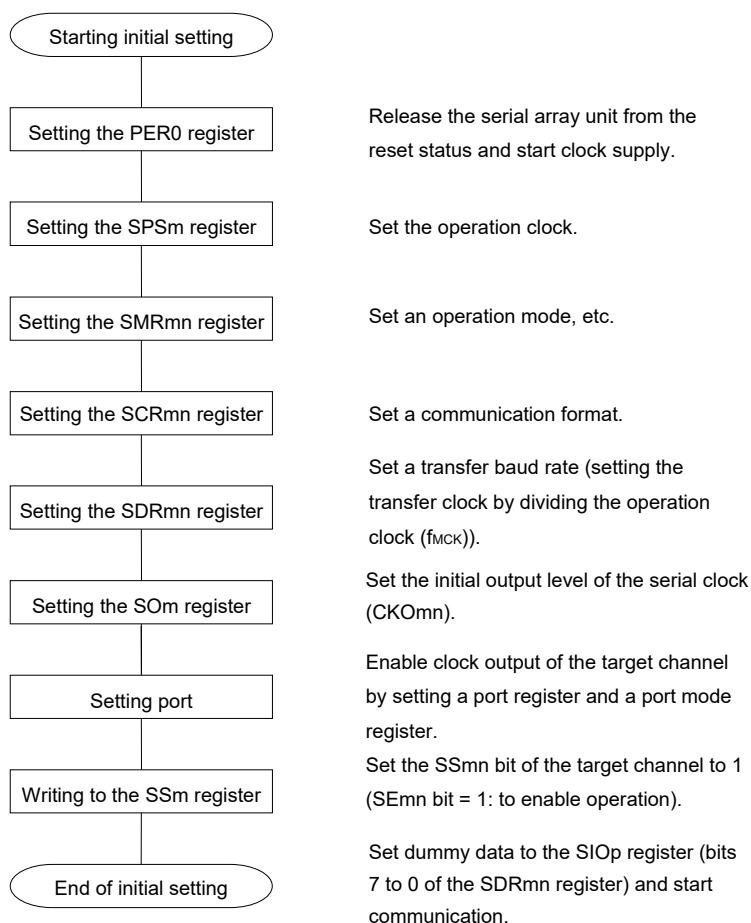 Starting initial setting
Setting the PER0 register
Release the serial array unit from the
reset status and start clock supply.
Setting the SPSm register
Set the operation clock.
Setting the SMRmn register
Set an operation mode, etc.
Setting the SCRmn register
Set a communication format.
Setting the SDRmn register
Set a transfer baud rate (setting the
transfer clock by dividing the operation
clock (fMCK)).
Setting the SOm register
Set the initial output level of the serial clock
(CKOmn).
Setting port
Enable clock output of the target channel
by setting a port register and a port mode
register.
Writing to the SSm register
Set the SSmn bit of the target channel to 1
(SEmn bit = 1: to enable operation).
End of initial setting
Set dummy data to the SIOp register (bits
7 to 0 of the SDRmn register) and start
communication.